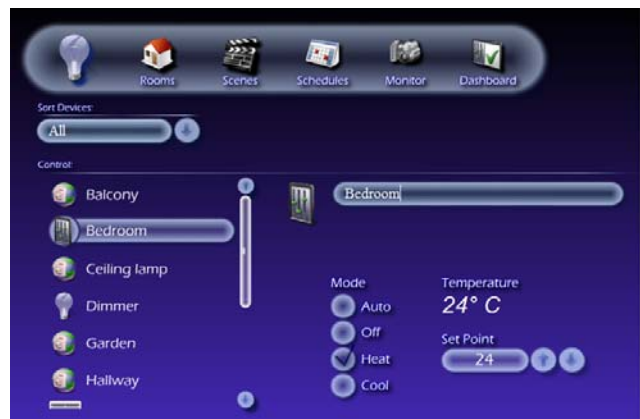 Rooms Scenes Schedules Monitor Dashboard
Sort Devices:
All
Control:
Balcony
Bedroom
Ceiling lamp
Dimmer
Garden
Hallway
Bedroom
Mode
Auto
Off
Heat
Cool
Temperature
24° C
Set Point
24